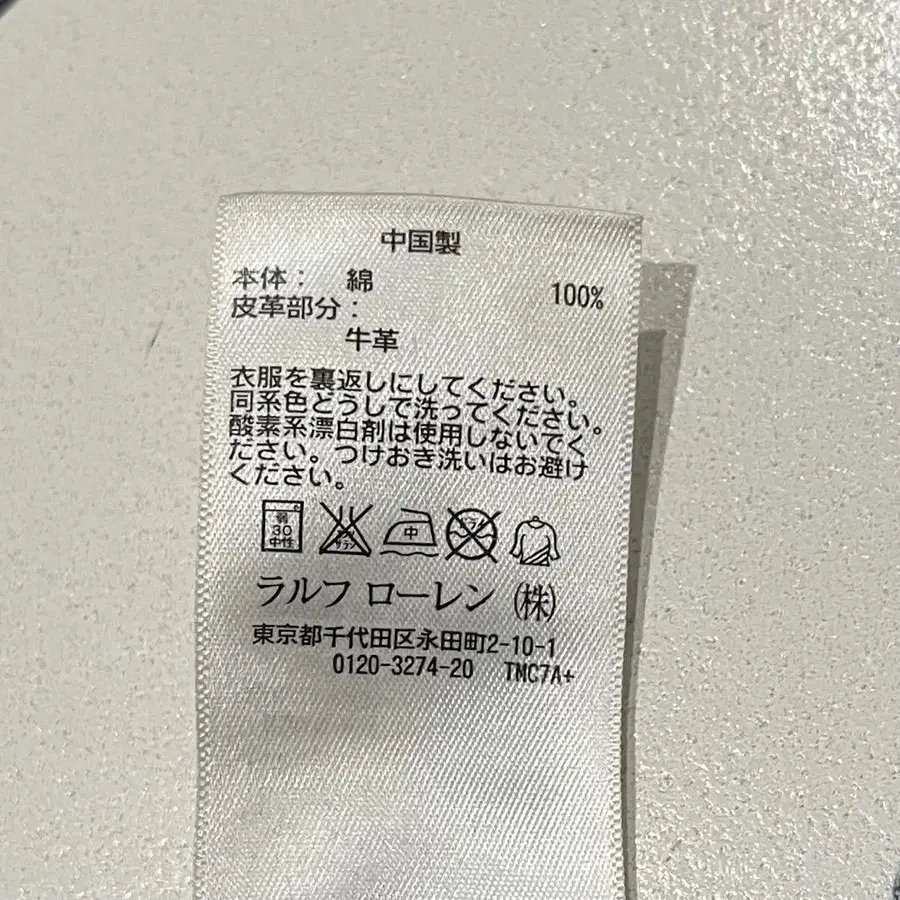 中国製
本体： 綿 100%
皮革部分：
牛革
衣服を裏返しにしてください。
同系色どうしで洗ってください。
酸素系漂白剤は使用しないでく
ださい。つけおき洗いはお避け
ください。
弱 30 中性 中
ラルフ ローレン (株)
東京都千代田区永田町2-10-1
0120-3274-20 TMC7A+